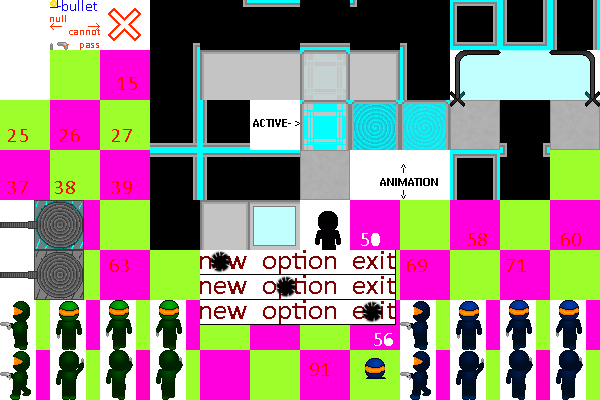 -bullet
null
cannot
pass
15
ACTIVE->
25 26 27
ANIMATION
37 38 39
50 58 60
new option exit
63 69 71
new option exit
new option exit
56
91